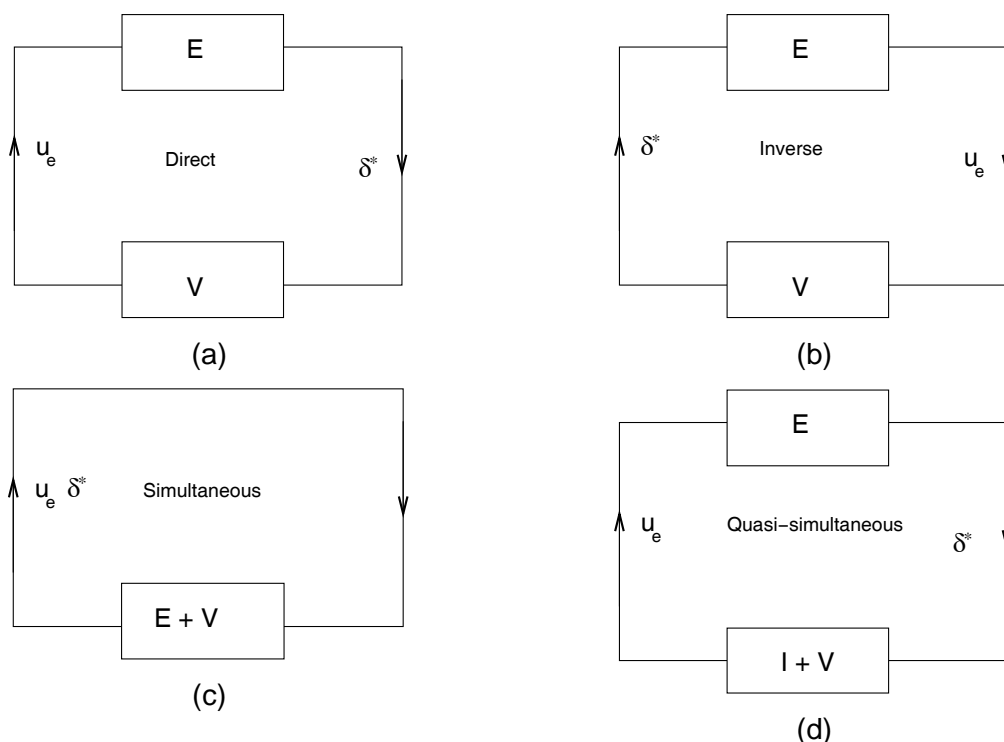 E
u_e
Direct
δ*
V
(a)
E
δ*
Inverse
u_e
V
(b)
u_e δ*
Simultaneous
E + V
(c)
E
u_e
Quasi−simultaneous
δ*
I + V
(d)